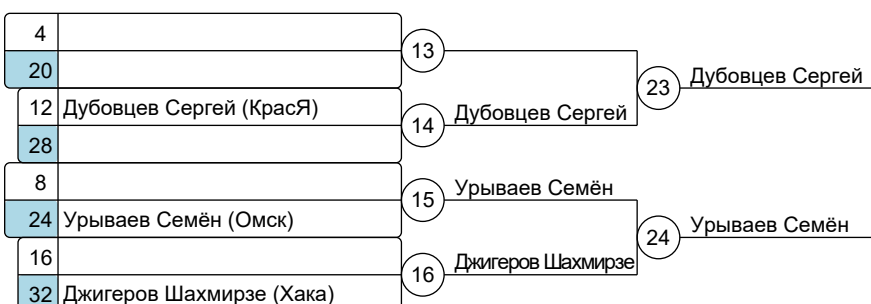 4
20
12 Дубовцев Сергей (КрасЯ)
28
8
24 Урываев Семён (Омск)
16
32 Джигеров Шахмирзе (Хака)
13
14 Дубовцев Сергей
15 Урываев Семён
16 Джигеров Шахмирзе
23 Дубовцев Сергей
24 Урываев Семён